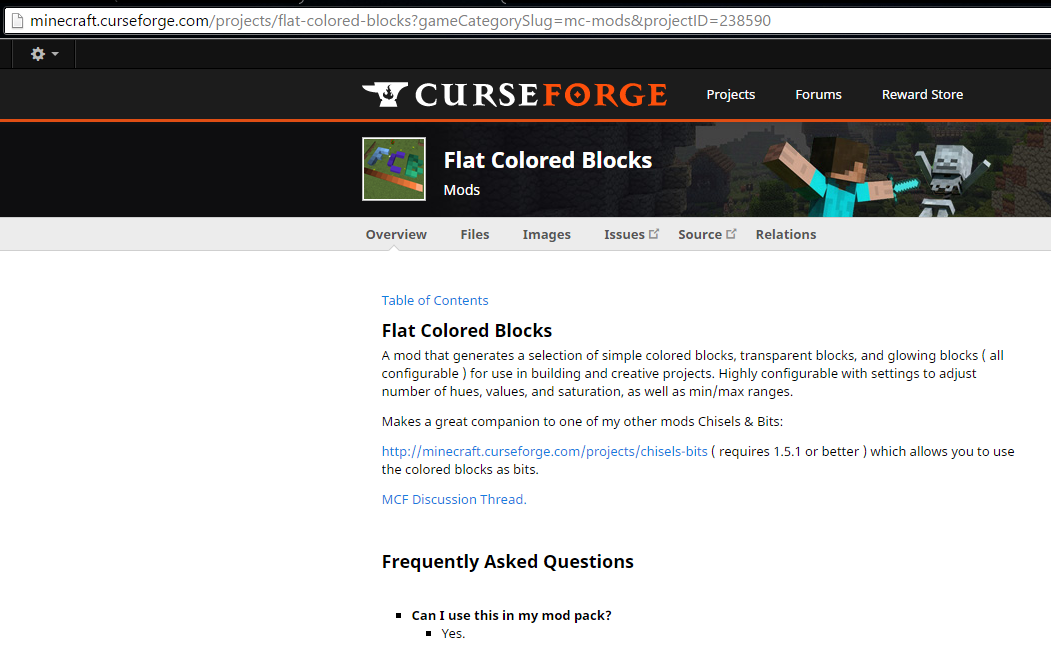 minecraft.curseforge.com/projects/flat-colored-blocks?gameCategorySlug=mc-mods&projectID=238590
CURSEFORGE
Projects
Forums
Reward Store
FCB
Flat Colored Blocks
Mods
Overview
Files
Images
Issues
Source
Relations
Table of Contents
Flat Colored Blocks
A mod that generates a selection of simple colored blocks, transparent blocks, and glowing blocks ( all
configurable ) for use in building and creative projects. Highly configurable with settings to adjust
number of hues, values, and saturation, as well as min/max ranges.
Makes a great companion to one of my other mods Chisels & Bits:
http://minecraft.curseforge.com/projects/chisels-bits ( requires 1.5.1 or better ) which allows you to use
the colored blocks as bits.
MCF Discussion Thread.
Frequently Asked Questions
Can I use this in my mod pack?
Yes.